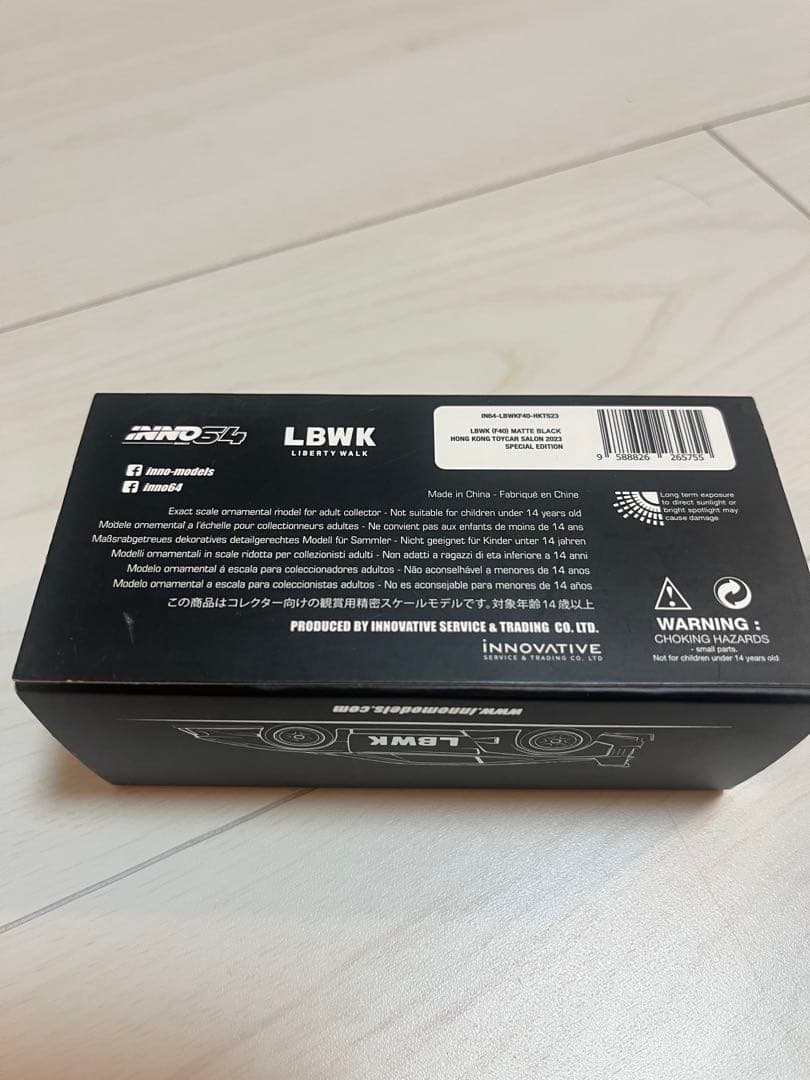 INNO64
LBWK
LIBERTY WALK
inno-models
inno64
IN64-LBWKF40-HKTS23
LBWK (F40) MATTE BLACK
HONG KONG TOYCAR SALON 2023
SPECIAL EDITION
9 588826 265755
Made in China - Fabriqué en Chine
Long term exposure
to direct sunlight or
bright spotlight may
cause damage
Exact scale ornamental model for adult collector - Not suitable for children under 14 years old
Modèle ornemental a l'échelle pour collectionneurs adultes - Ne convient pas aux enfants de moins de 14 ans
Maßsrabgetreues dekoratives detailgerechtes Modell für Sammler - Nicht geeignet für Kinder unter 14 jahren
Modelli ornamentali in scale ridotta per collezionisti adulti - Non adatti a ragazzi di eta inferiore a 14 anni
Modelo ornamental á escala para coleccionadores adultos - Não aconselhável a menores de 14 anos
Modelo ornamental a escala para coleccionistas adultos - No es aconsejable para menores de 14 años
この商品はコレクター向けの観賞用精密スケールモデルです。対象年齢14歳以上
PRODUCED BY INNOVATIVE SERVICE & TRADING CO. LTD.
INNOVATIVE
SERVICE & TRADING CO. LTD
WARNING :
CHOKING HAZARDS
- small parts.
Not for children under 14 years old
www.innomodels.com
LBWK